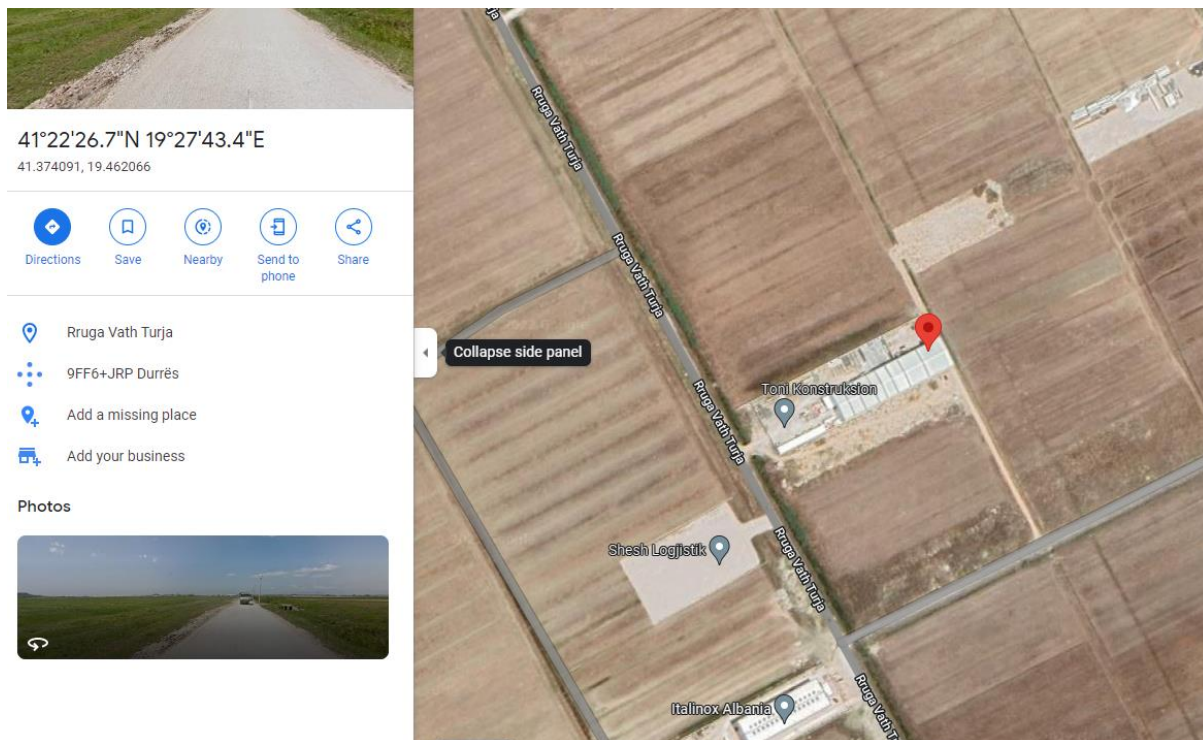 41°22'26.7"N 19°27'43.4"E
41.374091, 19.462066
Directions
Save
Nearby
Send to
phone
Share
Rruga Vath Turja
9FF6+JRP Durrës
Add a missing place
Add your business
Photos
Collapse side panel
Rruga Vath Turja
Rruga Vath Turja
Rruga Vath Turja
Toni Konstruksion
Rruga Vath Turja
Shesh Logjistik
Rruga Vath Turja
Italinox Albania
Rruga Vath T